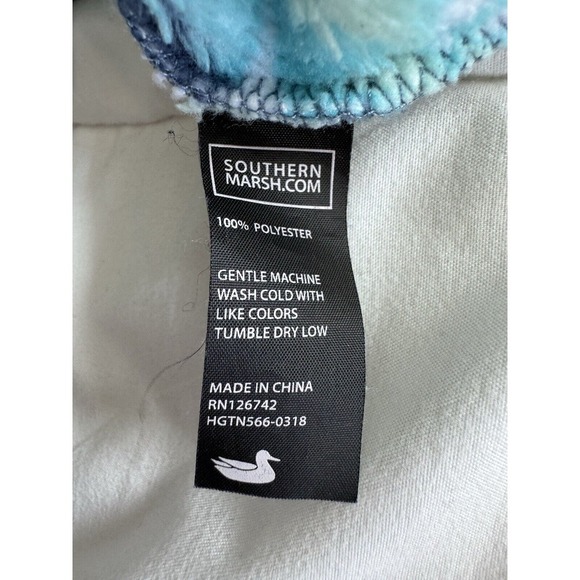 SOUTHERN
MARSH.COM
100% POLYESTER
GENTLE MACHINE
WASH COLD WITH
LIKE COLORS
TUMBLE DRY LOW
MADE IN CHINA
RN126742
HGTN566-0318